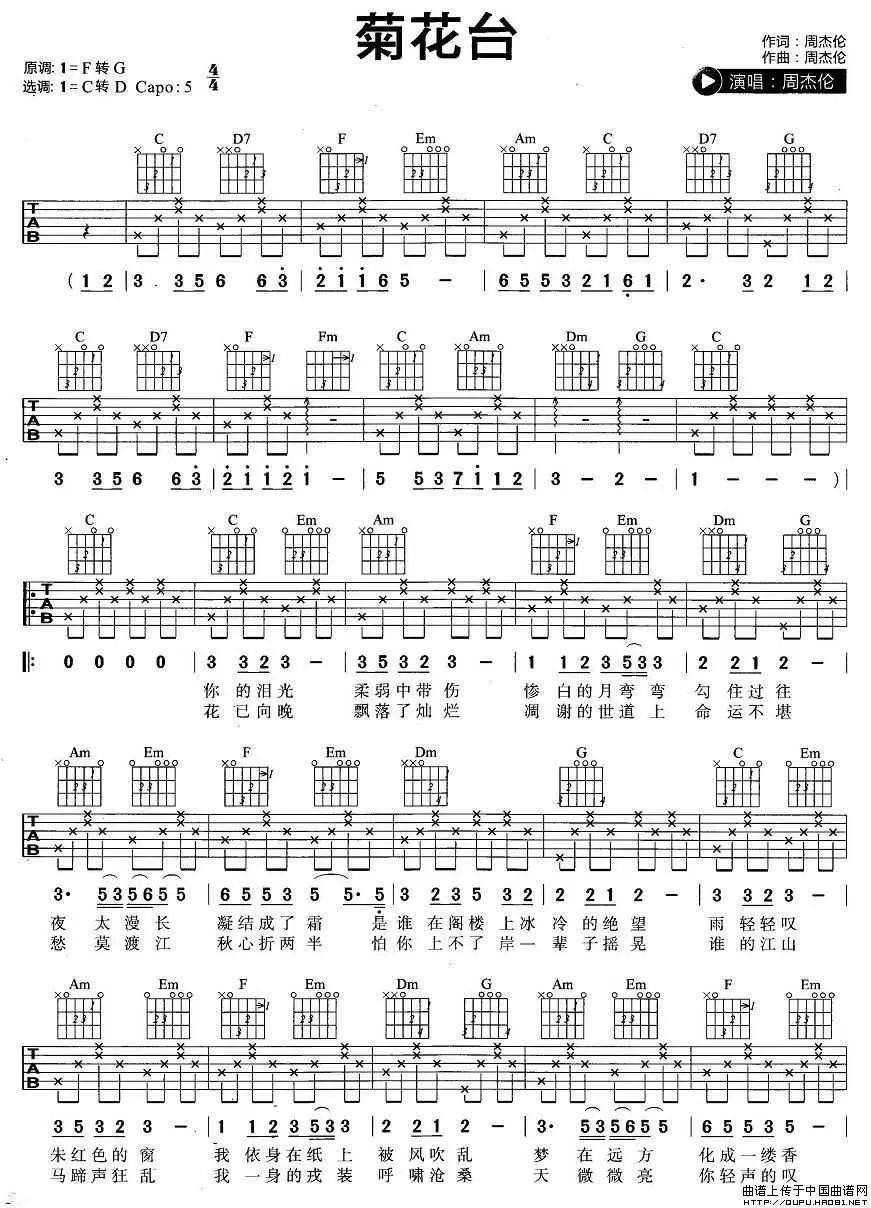 菊花台
作词：周杰伦
作曲：周杰伦
演唱：周杰伦
原调: 1= F 转 G 4/4
选调: 1= C 转 D Capo: 5
C D7 F Em Am C D7 G
TAB
( 1 2 | 3 . 3 5 6 6 3 | 2 1 1 6 5 – | 6 5 5 3 2 1 6 1 | 2 · 3 2 1 2 |
C D7 F Fm C Am Dm G C
TAB
3 3 5 6 6 3 | 2 1 1 2 1 – | 5 5 3 7 1 1 2 | 3 – 2 – | 1 – – – ) |
C C Em Am F Em Dm G
TAB
0 0 0 0 | 3 3 2 3 – | 3 5 3 2 3 – | 1 1 2 3 5 3 3 | 2 2 1 2 – |
你 的 泪 光 柔 弱 中 带 伤 惨 白 的 月 弯 弯 勾 住 过 往
花 已 向 晚 飘 落 了 灿 烂 凋 谢 的 世 道 上 命 运 不 堪
Am Em F Em Dm G C Em
TAB
3 · 5 3 5 6 5 5 | 6 5 5 3 5 5 · 5 | 3 2 3 5 3 2 | 2 2 1 2 – | 3 3 2 3 – |
夜 太 漫 长 凝 结 成 了 霜 是 谁 在 阁 楼 上 冰 冷 的 绝 望 雨 轻 轻 叹
愁 莫 渡 江 秋 心 折 两 半 怕 你 上 不 了 岸 一 辈 子 摇 晃 谁 的 江 山
Am Em F Em Dm G Am Em F Em
TAB
3 5 3 2 3 – | 1 1 2 3 5 3 3 | 2 2 1 2 – | 3 · 5 3 5 6 5 5 | 6 5 5 3 5 – |
朱 红 色 的 窗 我 一 身 在 纸 上 被 风 吹 乱 梦 在 远 方 化 成 一 缕 香
马 蹄 声 狂 乱 我 一 身 的 戎 装 呼 啸 沧 桑 天 微 微 亮 你 轻 声 的 叹
曲谱上传于中国曲谱网
HTTP://QUPU.HAO81.NET